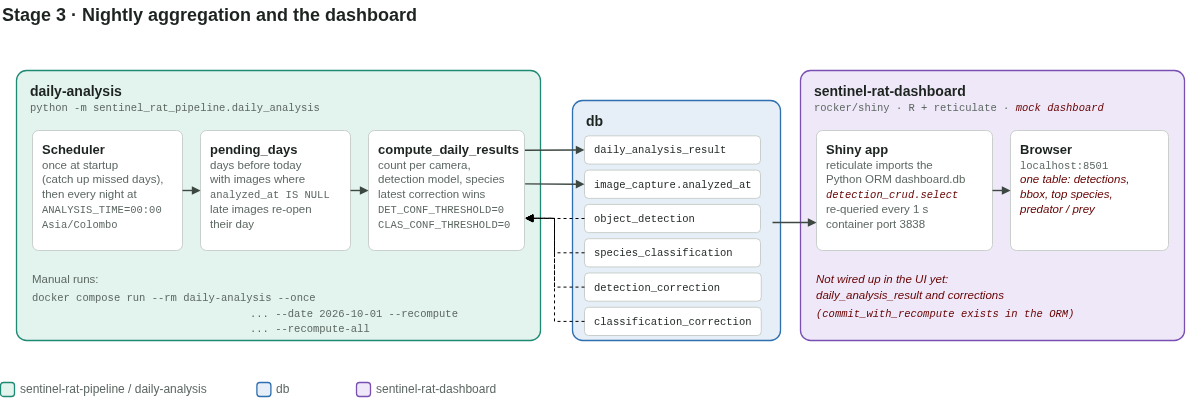 Stage 3 · Nightly aggregation and the dashboard
daily-analysis
python -m sentinel_rat_pipeline.daily_analysis
Scheduler
once at startup
(catch up missed days),
then every night at
ANALYSIS_TIME=00:00
Asia/Colombo
pending_days
days before today
with images where
analyzed_at IS NULL
late images re-open
their day
compute_daily_results
count per camera,
detection model, species
latest correction wins
DET_CONF_THRESHOLD=0
CLAS_CONF_THRESHOLD=0
Manual runs:
docker compose run --rm daily-analysis --once
... --date 2026-10-01 --recompute
... --recompute-all
db
daily_analysis_result
image_capture.analyzed_at
object_detection
species_classification
detection_correction
classification_correction
sentinel-rat-dashboard
rocker/shiny · R + reticulate · mock dashboard
Shiny app
reticulate imports the
Python ORM dashboard.db
detection_crud.select
re-queried every 1 s
container port 3838
Browser
localhost:8501
one table: detections,
bbox, top species,
predator / prey
Not wired up in the UI yet:
daily_analysis_result and corrections
(commit_with_recompute exists in the ORM)
sentinel-rat-pipeline / daily-analysis
db
sentinel-rat-dashboard